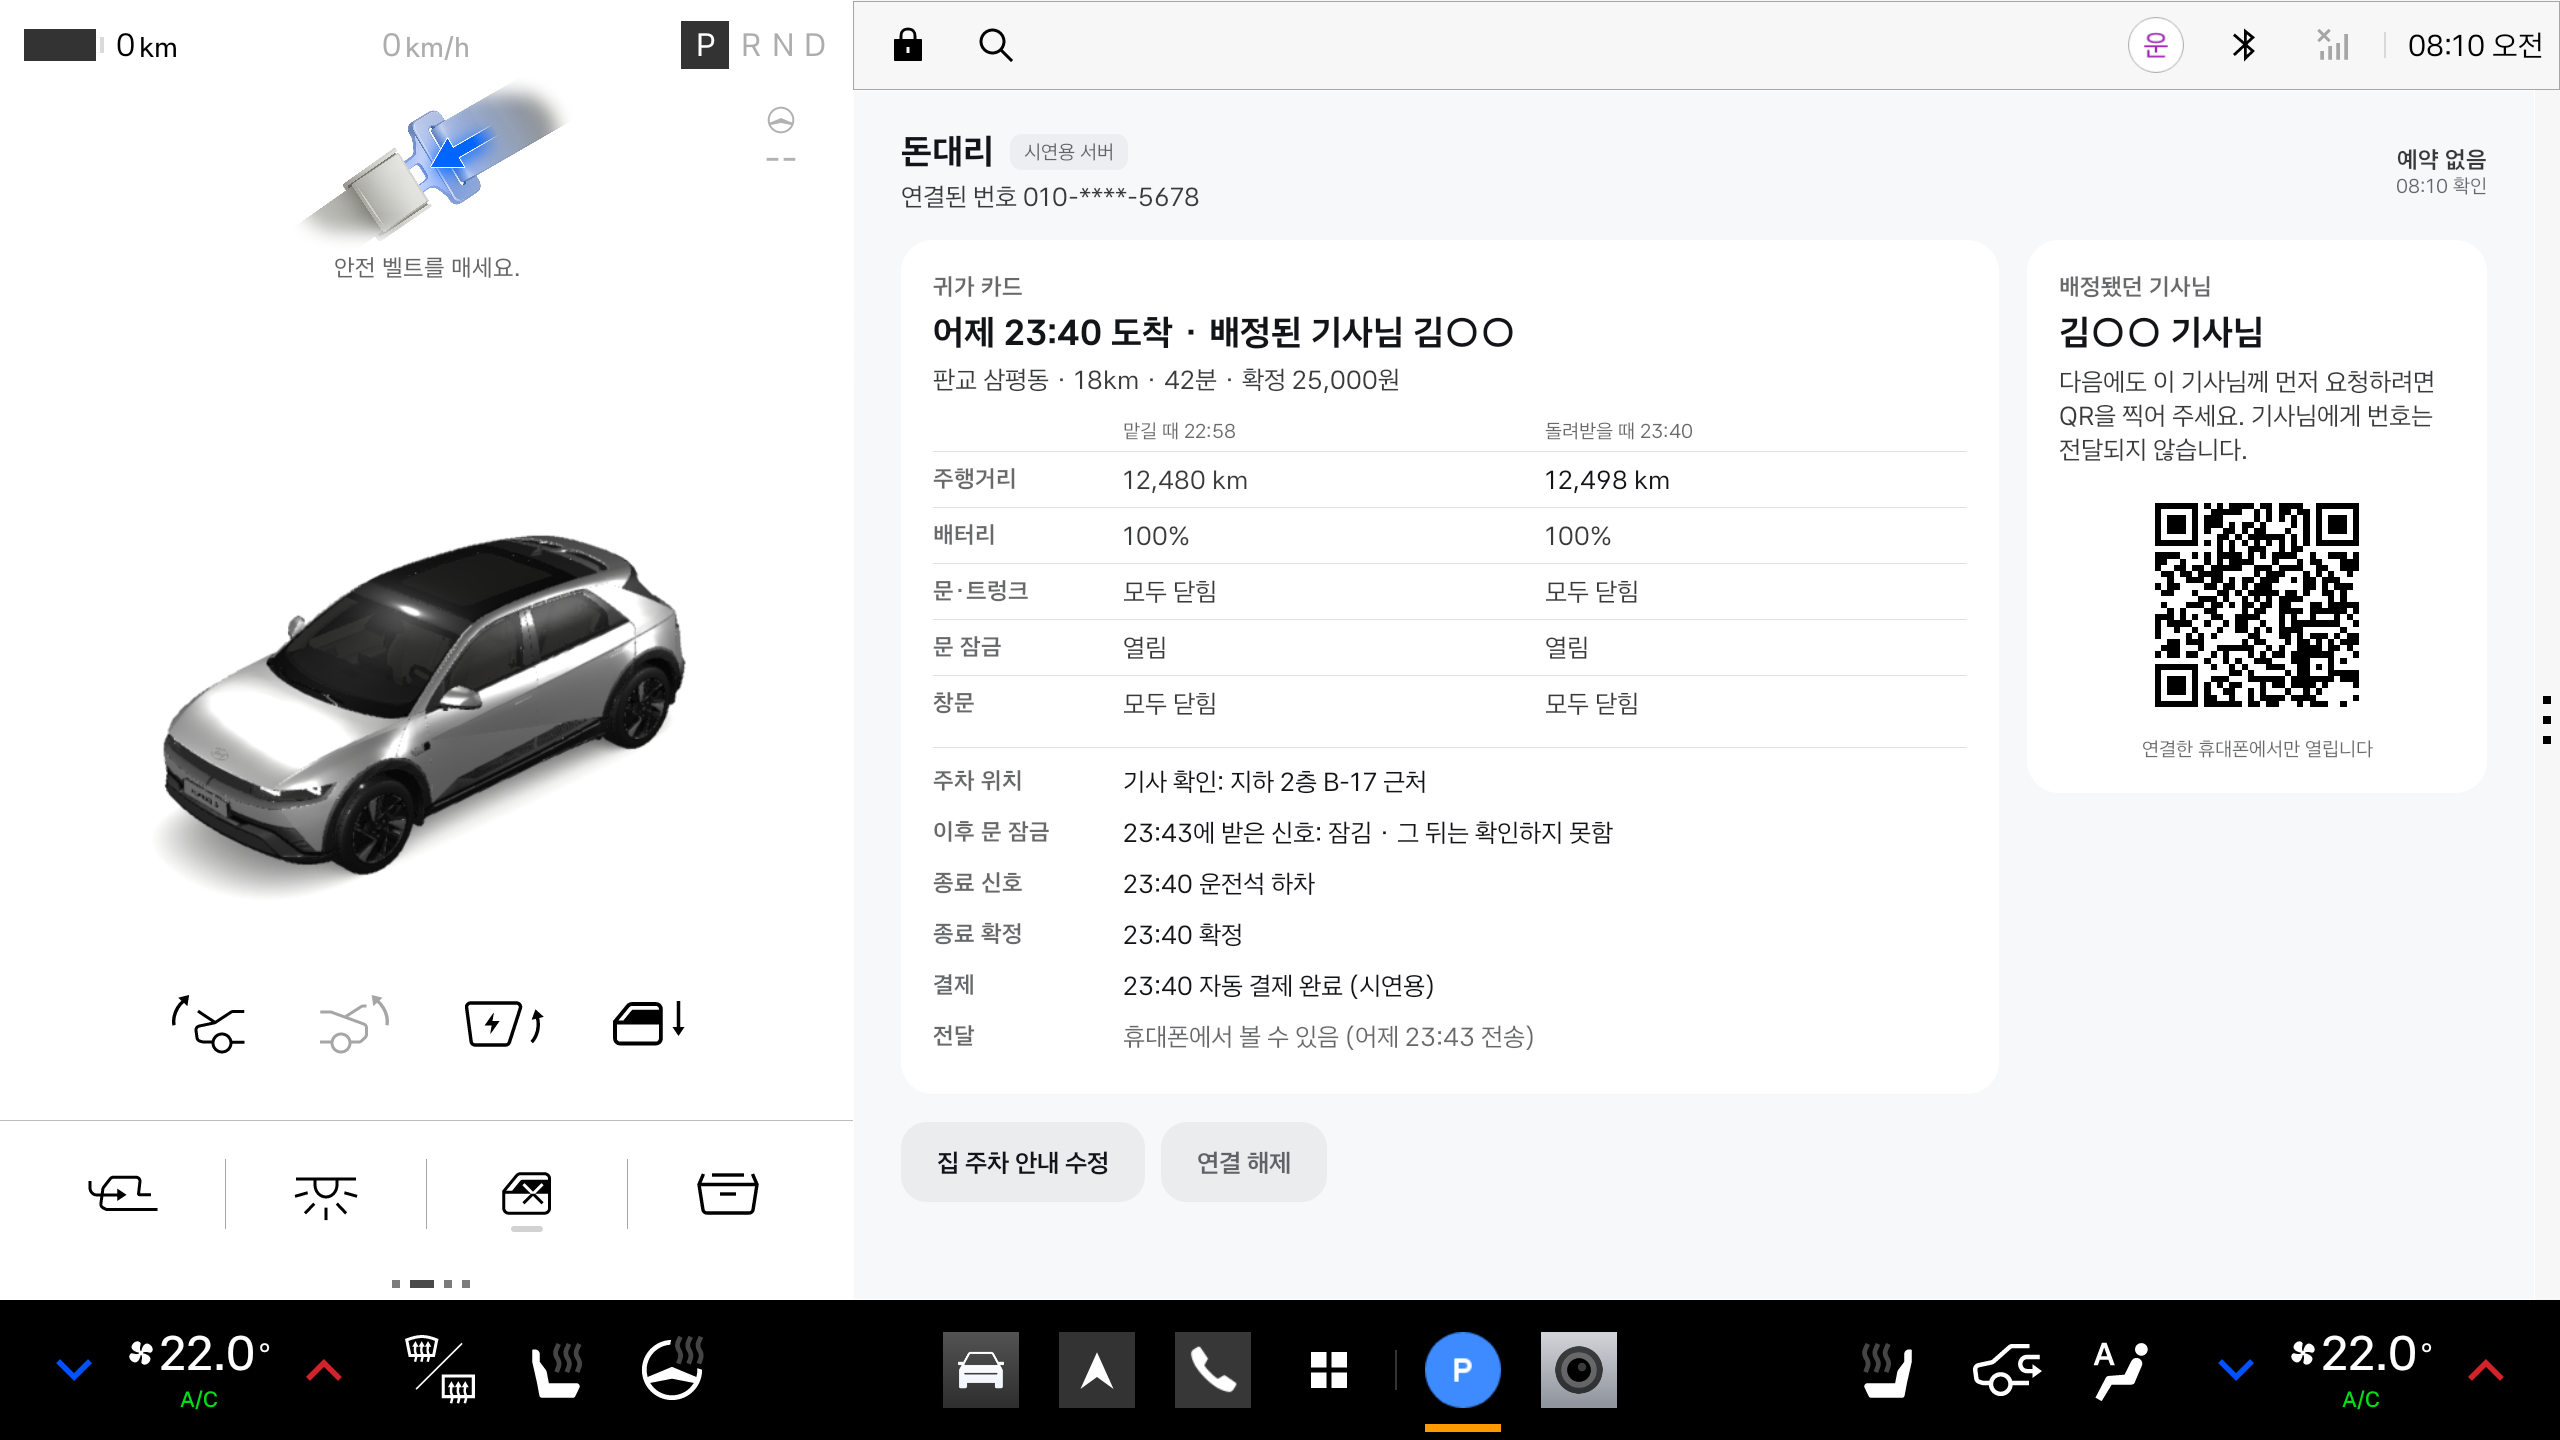 0 km
0 km/h
P R N D
운
08:10 오전
안전 벨트를 매세요.
돈대리
시연용 서버
연결된 번호 010-****-5678
예약 없음
08:10 확인
귀가 카드
어제 23:40 도착 · 배정된 기사님 김〇〇
판교 삼평동 · 18km · 42분 · 확정 25,000원
맡길 때 22:58
돌려받을 때 23:40
주행거리 12,480 km 12,498 km
배터리 100% 100%
문·트렁크 모두 닫힘 모두 닫힘
문 잠금 열림 열림
창문 모두 닫힘 모두 닫힘
주차 위치 기사 확인: 지하 2층 B-17 근처
이후 문 잠금 23:43에 받은 신호: 잠김 · 그 뒤는 확인하지 못함
종료 신호 23:40 운전석 하차
종료 확정 23:40 확정
결제 23:40 자동 결제 완료 (시연용)
전달 휴대폰에서 볼 수 있음 (어제 23:43 전송)
배정됐던 기사님
김〇〇 기사님
다음에도 이 기사님께 먼저 요청하려면
QR을 찍어 주세요. 기사님에게 번호는
전달되지 않습니다.
연결한 휴대폰에서만 열립니다
집 주차 안내 수정
연결 해제
22.0°
A/C
P
A
22.0°
A/C